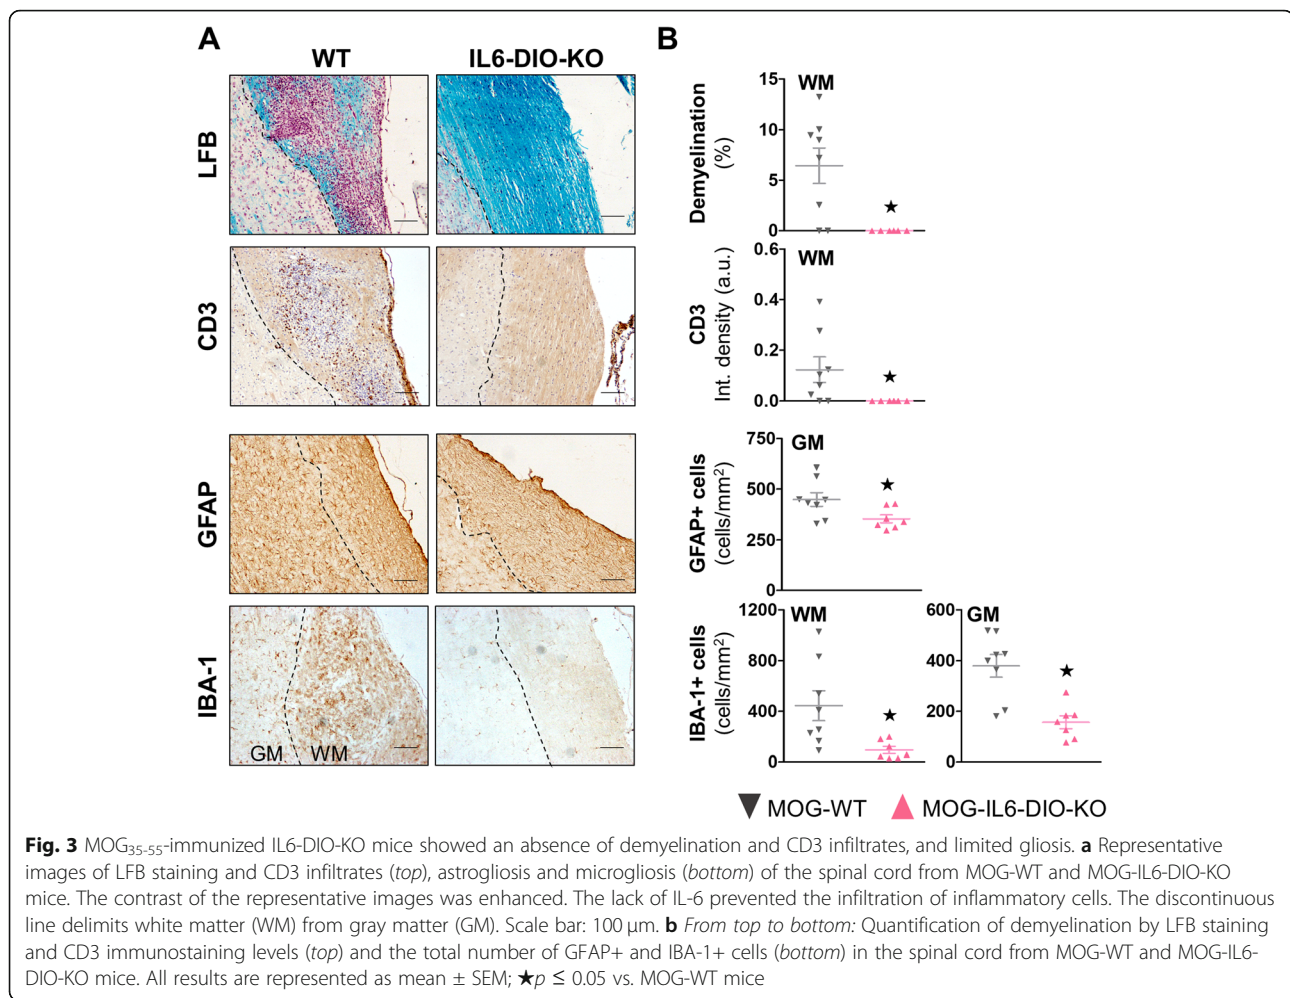 A
B
WT
IL6-DIO-KO
LFB
CD3
GFAP
IBA-1
GM
WM
Demyelination
(%)
15
10
5
0
WM
★
CD3
Int. density (a.u.)
0.6
0.4
0.2
0.0
WM
★
GFAP+ cells
(cells/mm²)
750
500
250
0
GM
★
IBA-1+ cells
(cells/mm²)
1200
800
400
0
WM
★
600
400
200
0
GM
★
MOG-WT
MOG-IL6-DIO-KO
Fig. 3 MOG35-55-immunized IL6-DIO-KO mice showed an absence of demyelination and CD3 infiltrates, and limited gliosis. a Representative
images of LFB staining and CD3 infiltrates (top), astrogliosis and microgliosis (bottom) of the spinal cord from MOG-WT and MOG-IL6-DIO-KO
mice. The contrast of the representative images was enhanced. The lack of IL-6 prevented the infiltration of inflammatory cells. The discontinuous
line delimits white matter (WM) from gray matter (GM). Scale bar: 100 μm. b From top to bottom: Quantification of demyelination by LFB staining
and CD3 immunostaining levels (top) and the total number of GFAP+ and IBA-1+ cells (bottom) in the spinal cord from MOG-WT and MOG-IL6-
DIO-KO mice. All results are represented as mean ± SEM; ★p ≤ 0.05 vs. MOG-WT mice